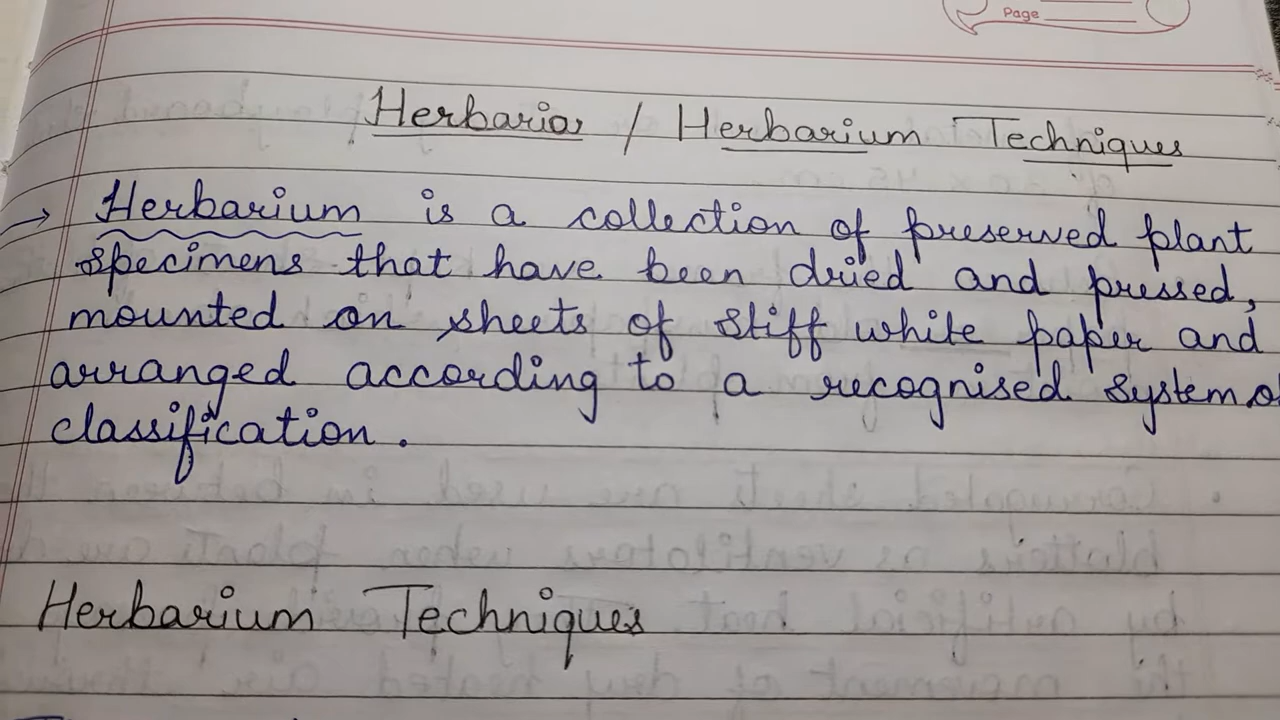 Page
Herbaria / Herbarium Techniques
→ Herbarium is a collection of preserved plant
specimens that have been dried and pressed,
mounted on sheets of stiff white paper and
arranged according to a recognised system of
classification.
Herbarium Techniques